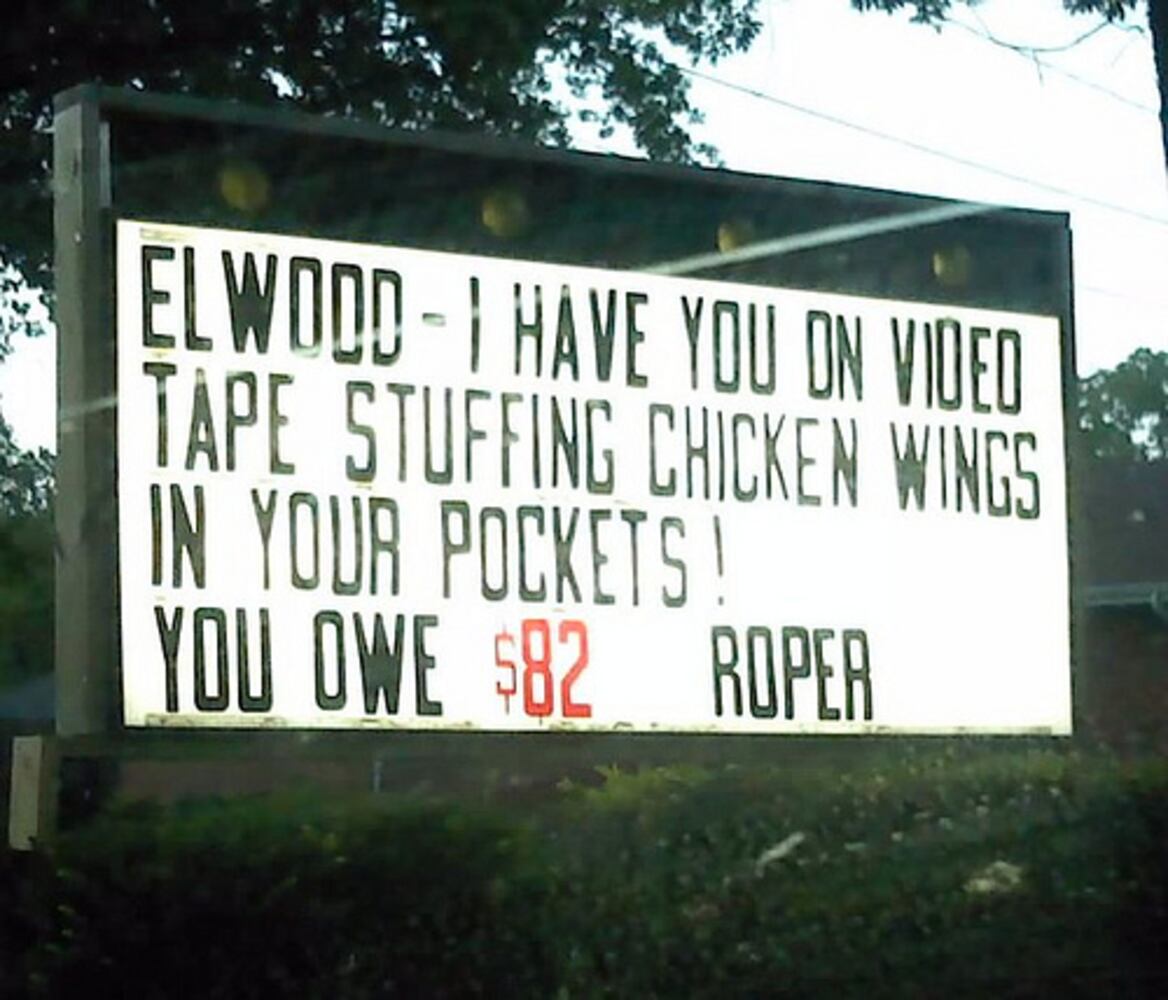 ELWOOD - I HAVE YOU ON VIDEO
TAPE STUFFING CHICKEN WINGS
IN YOUR POCKETS!
YOU OWE $82 ROPER